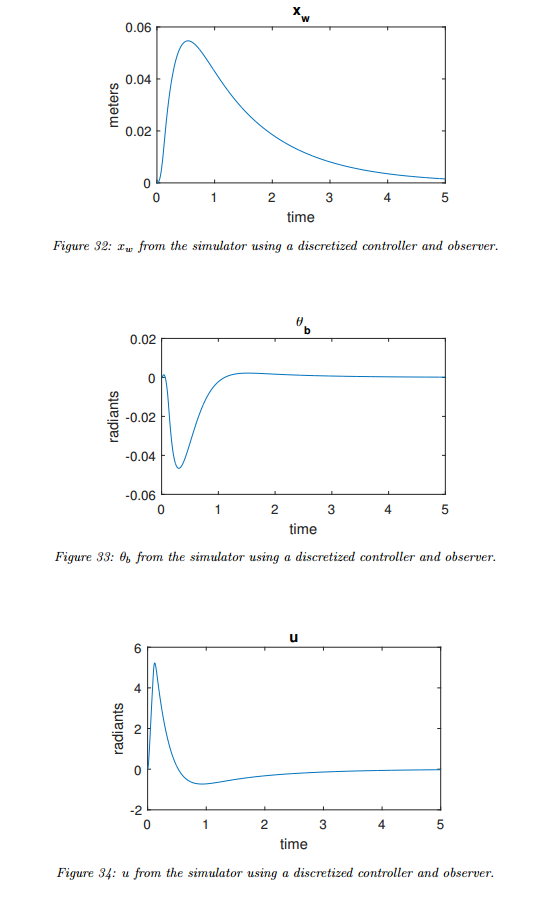 x_w
0.06
0.04
0.02
0
meters
0 1 2 3 4 5
time
Figure 32: x_w from the simulator using a discretized controller and observer.
θ_b
0.02
0
-0.02
-0.04
-0.06
radiants
0 1 2 3 4 5
time
Figure 33: θ_b from the simulator using a discretized controller and observer.
u
6
4
2
0
-2
radiants
0 1 2 3 4 5
time
Figure 34: u from the simulator using a discretized controller and observer.